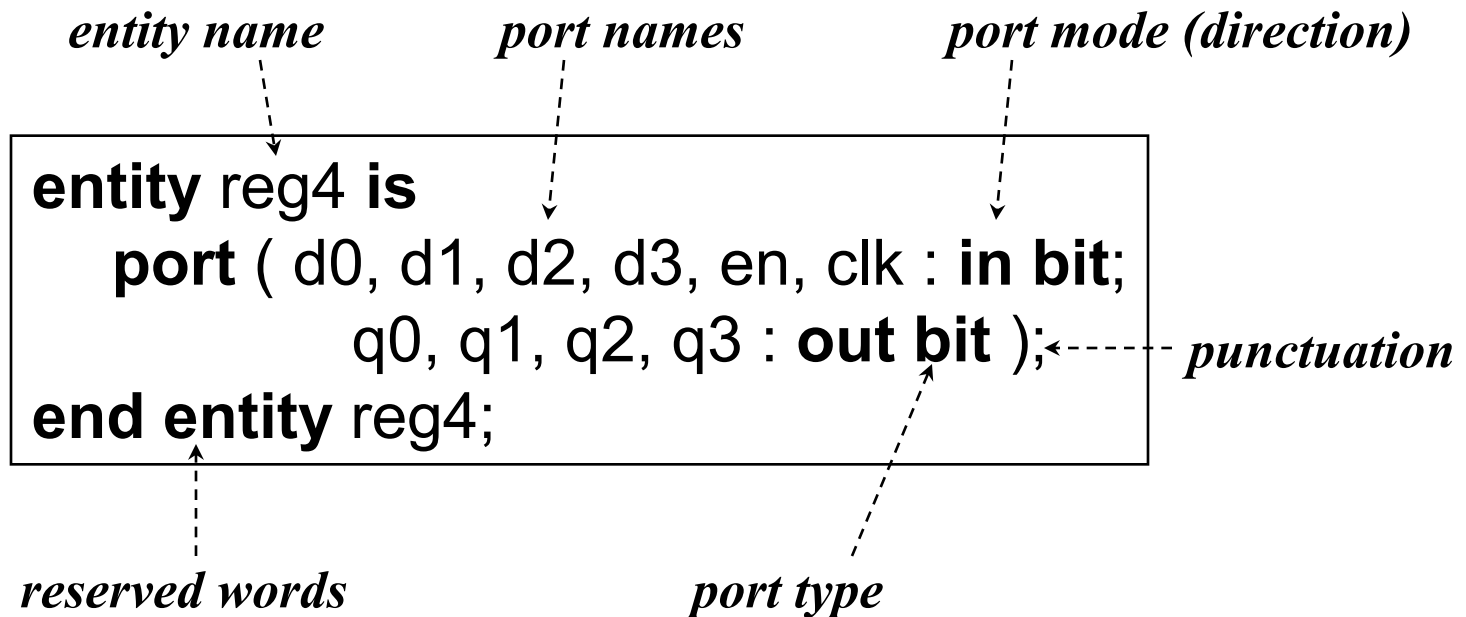 entity name port names port mode (direction)
entity reg4 is
port ( d0, d1, d2, d3, en, clk : in bit;
q0, q1, q2, q3 : out bit );
punctuation
end entity reg4;
reserved words port type